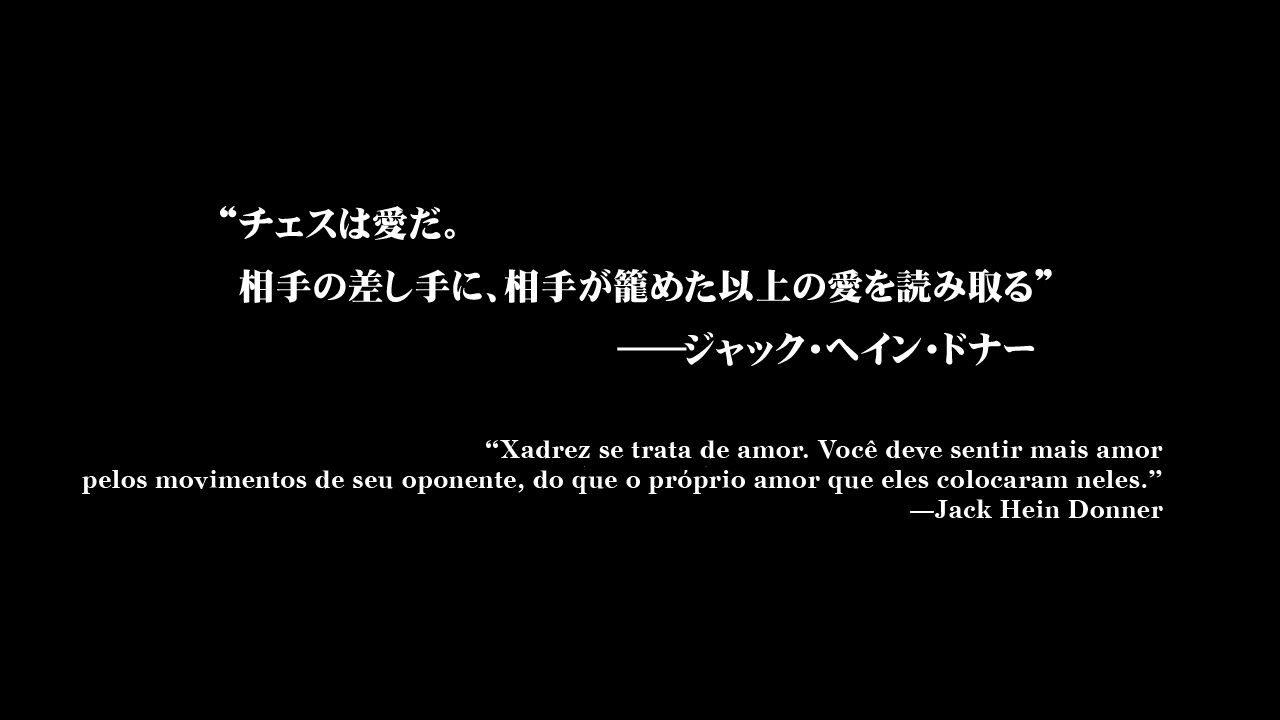 “チェスは愛だ。
相手の差し手に、相手が籠めた以上の愛を読み取る”
――ジャック・ヘイン・ドナー
“Xadrez se trata de amor. Você deve sentir mais amor
pelos movimentos de seu oponente, do que o próprio amor que eles colocaram neles.”
—Jack Hein Donner